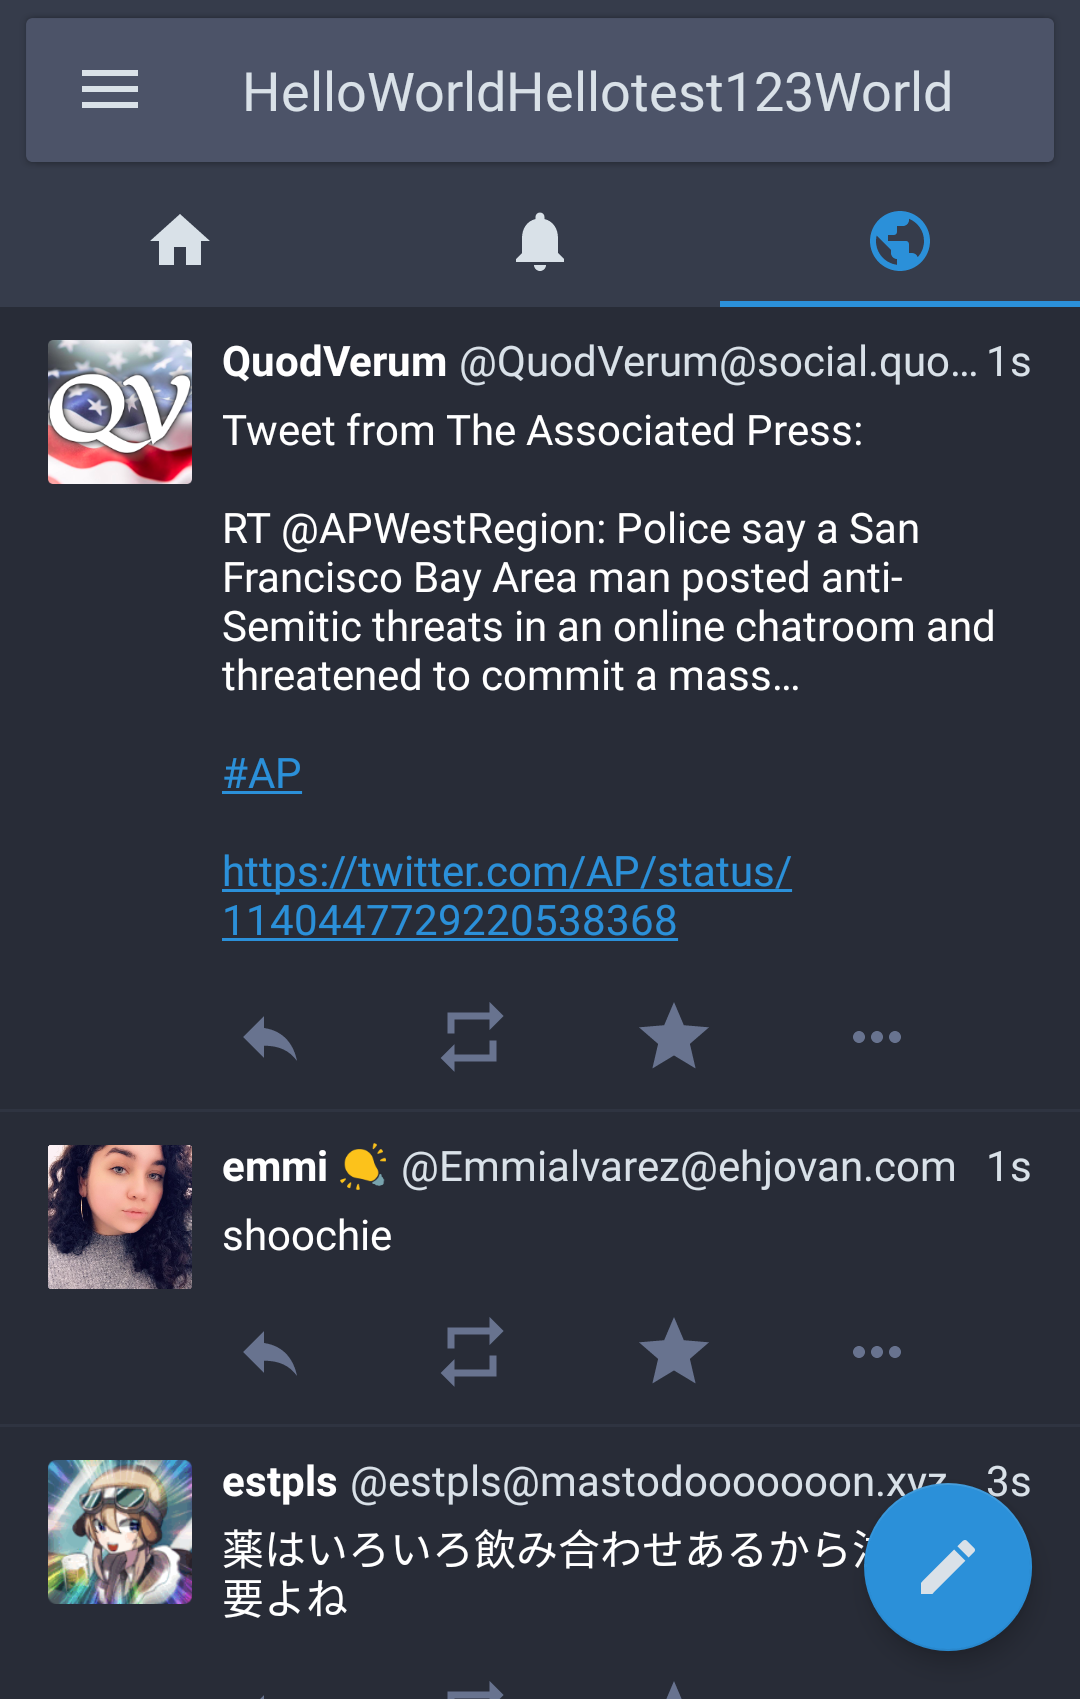 HelloWorldHellotest123World
QV
QuodVerum @QuodVerum@social.quo... 1s
Tweet from The Associated Press:
RT @APWestRegion: Police say a San
Francisco Bay Area man posted anti-
Semitic threats in an online chatroom and
threatened to commit a mass...
#AP
https://twitter.com/AP/status/
1140447729220538368
emmi @Emmialvarez@ehjovan.com 1s
shoochie
estpls @estpls@mastodooooooon.xyz 3s
薬はいろいろ飲み合わせあるから
要よね